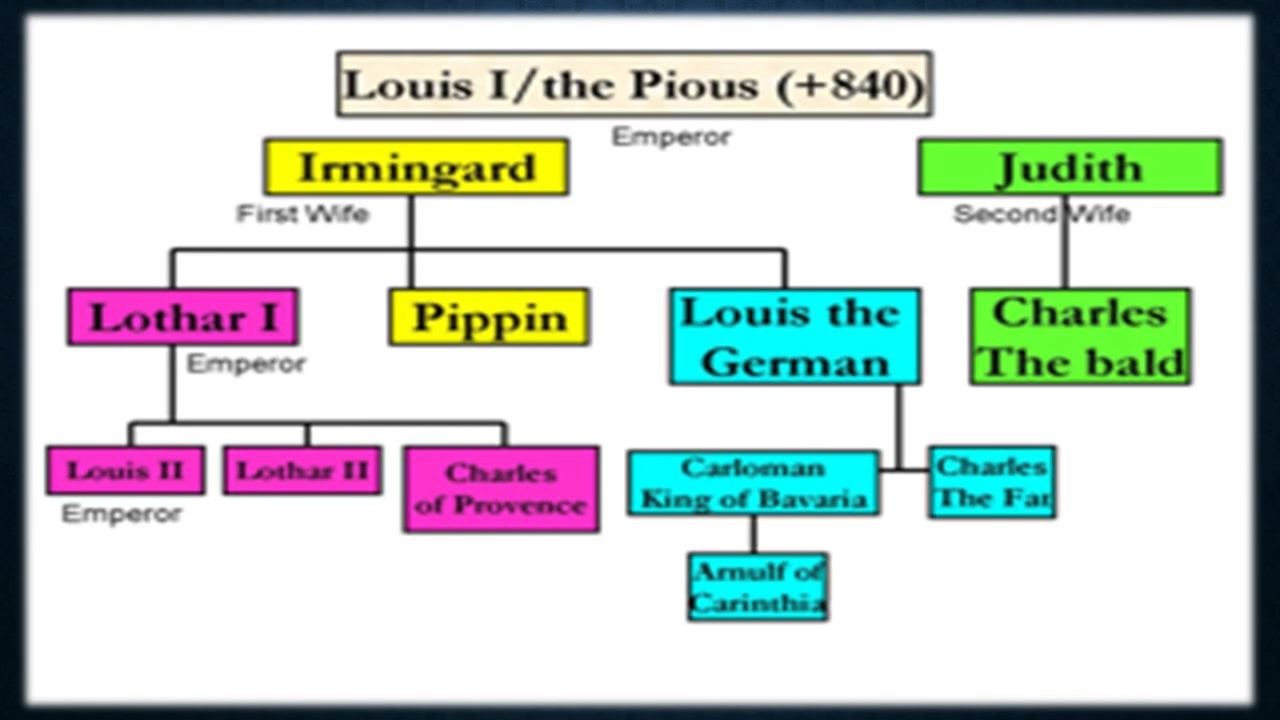 Louis I/the Pious (+840)
Emperor
Irmingard
Judith
First Wife
Second Wife
Lothar I
Pippin
Louis the
German
Charles
The bald
Emperor
Louis II
Lothar II
Charles
of Provence
Carloman
King of Bavaria
Charles
The Fat
Emperor
Arnulf of
Carinthia